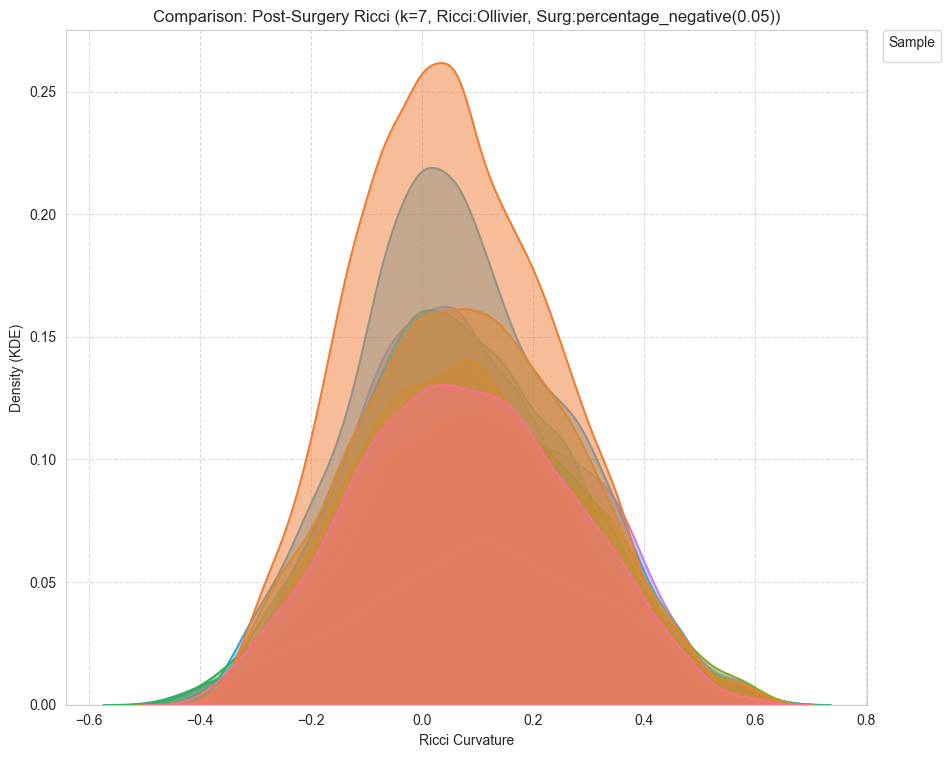 Comparison: Post-Surgery Ricci (k=7, Ricci:Ollivier, Surg:percentage_negative(0.05))
Sample
0.25
0.20
0.15
0.10
0.05
0.00
Density (KDE)
−0.6 −0.4 −0.2 0.0 0.2 0.4 0.6 0.8
Ricci Curvature